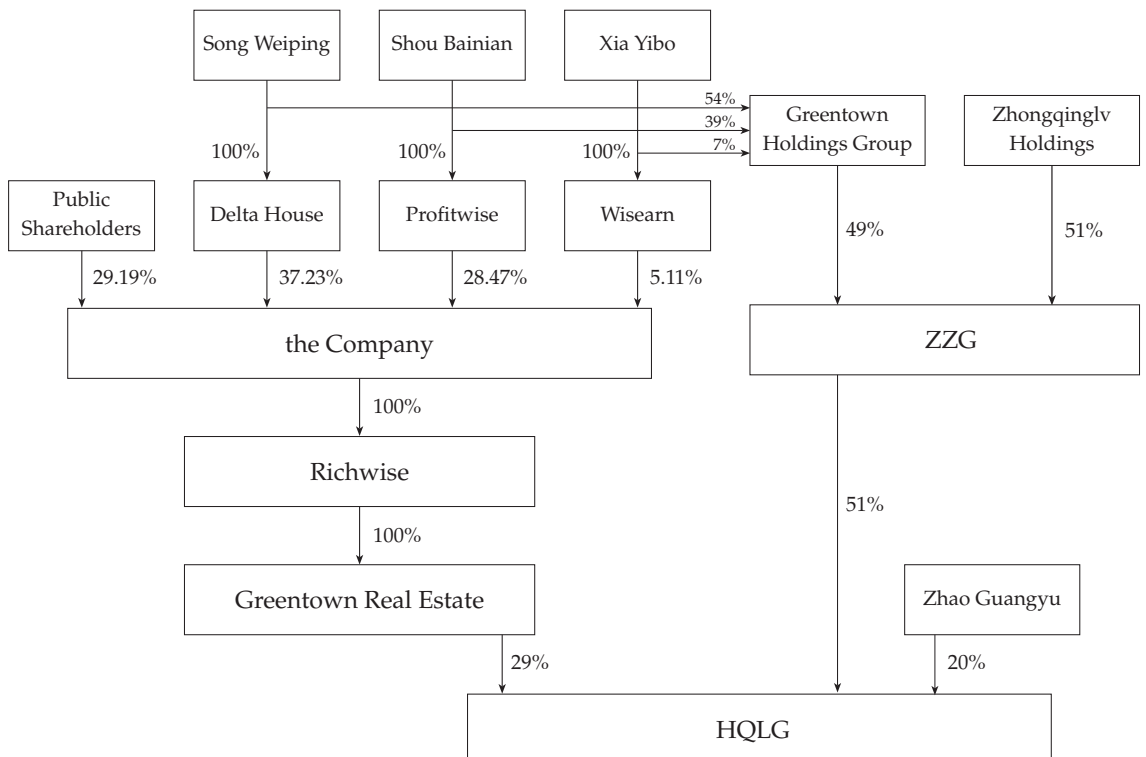 Song Weiping
Shou Bainian
Xia Yibo
54%
39%
7%
Greentown
Holdings Group
Zhongqinglv
Holdings
100%
100%
100%
Public
Shareholders
Delta House
Profitwise
Wisearn
49%
51%
29.19%
37.23%
28.47%
5.11%
the Company
ZZG
100%
Richwise
51%
100%
Greentown Real Estate
Zhao Guangyu
29%
20%
HQLG